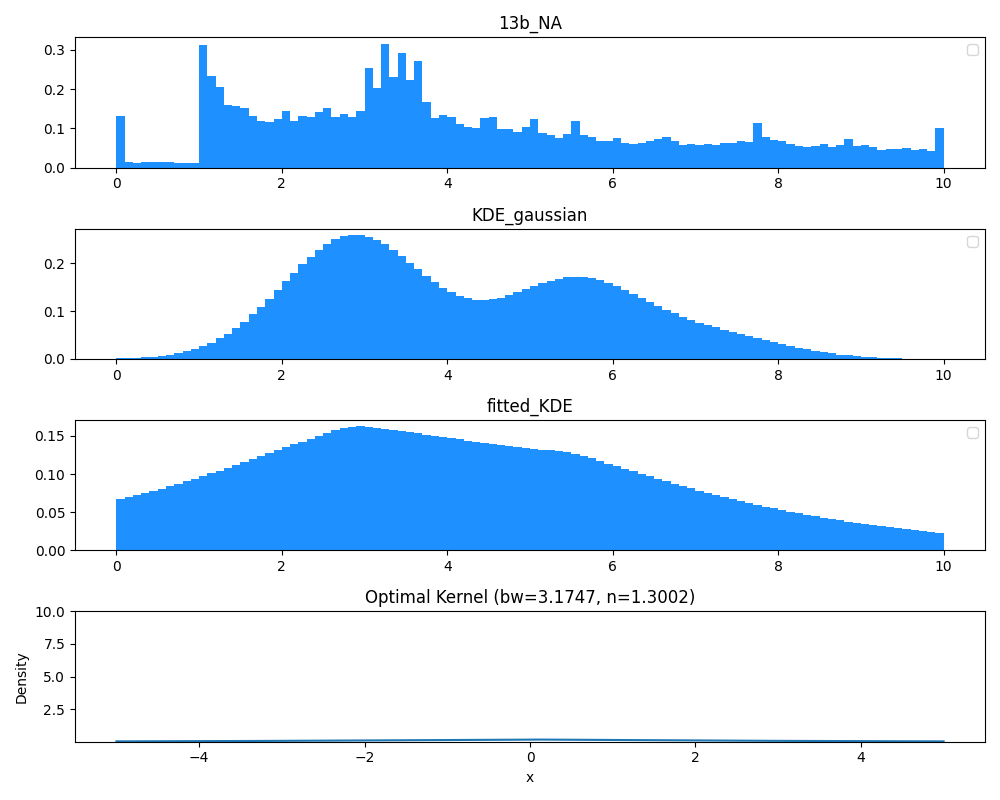 13b_NA
0.3
0.2
0.1
0.0
0 2 4 6 8 10
KDE_gaussian
0.2
0.1
0.0
0 2 4 6 8 10
fitted_KDE
0.15
0.10
0.05
0.00
0 2 4 6 8 10
Optimal Kernel (bw=3.1747, n=1.3002)
10.0
7.5
5.0
2.5
Density
−4 −2 0 2 4
x